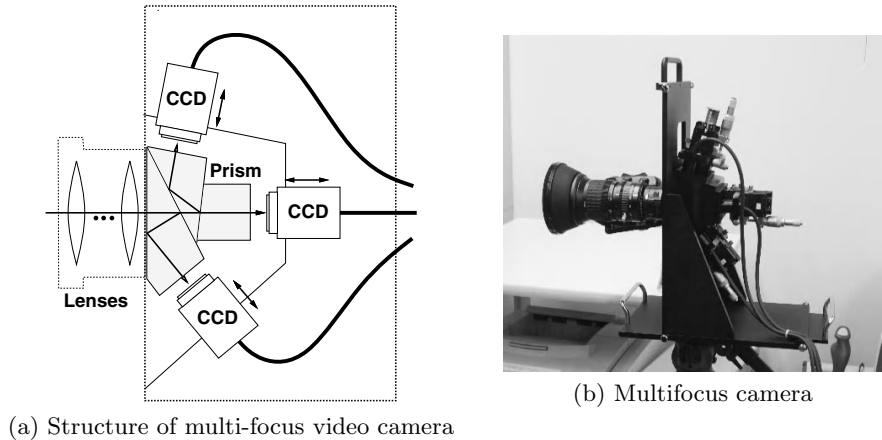 CCD
Prism
CCD
Lenses
CCD
(a) Structure of multi-focus video camera
(b) Multifocus camera